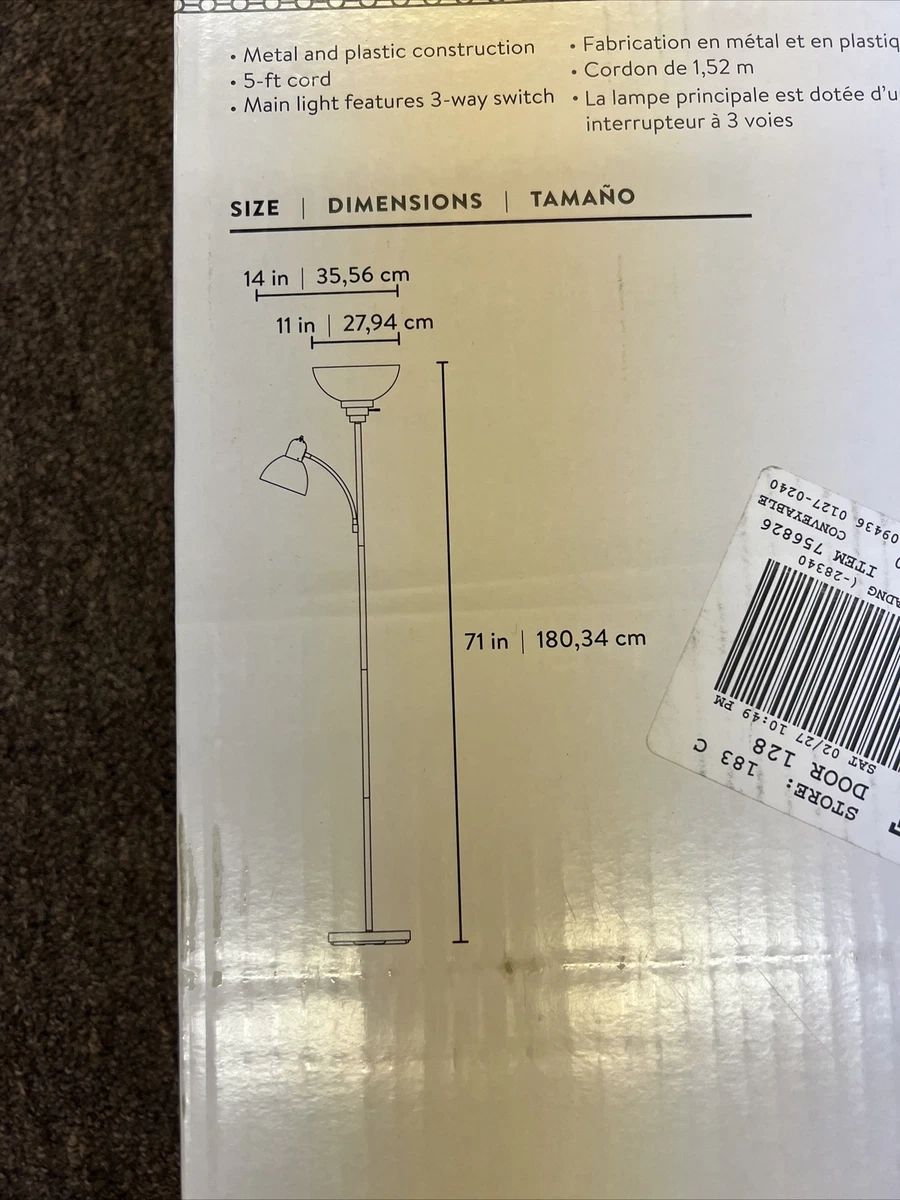 • Metal and plastic construction
• 5-ft cord
• Main light features 3-way switch
• Fabrication en métal et en plastiq
• Cordon de 1,52 m
• La lampe principale est dotée d'u
interrupteur à 3 voies
SIZE | DIMENSIONS | TAMAÑO
14 in | 35,56 cm
11 in | 27,94 cm
71 in | 180,34 cm
STORE: 183 C
DOOR 128
SAT 02/27 10:49 PM
ADNG (-28340
ITEM 756826
CONVEYABLE
09436 0127-0240